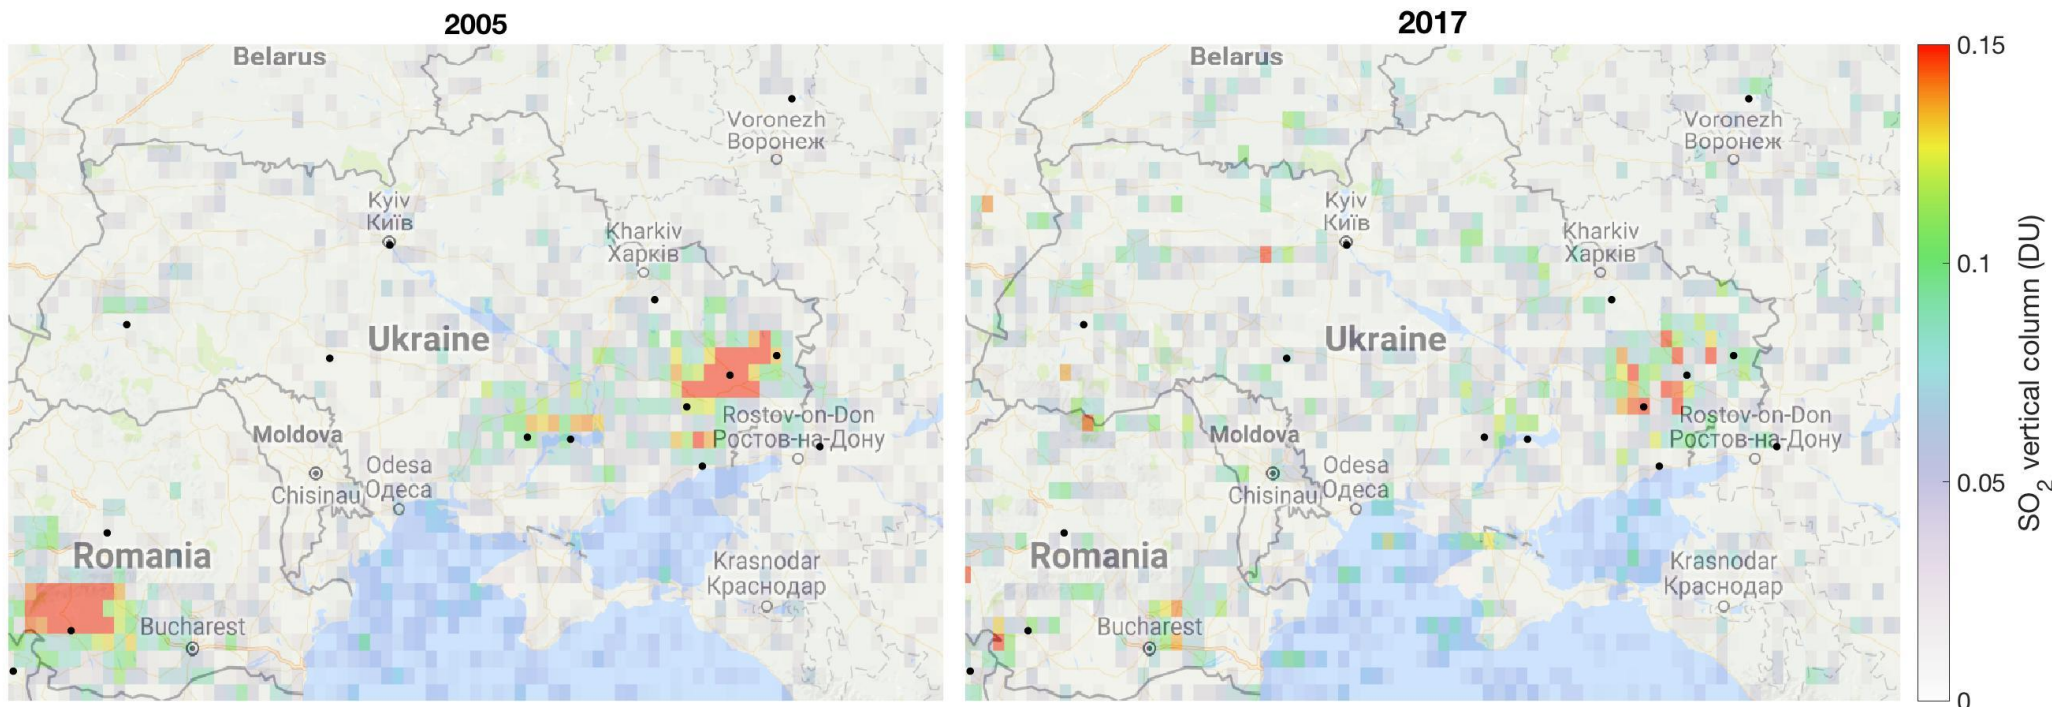 2005
Belarus
Voronezh
Воронеж
Kyiv
Київ
Kharkiv
Харків
Ukraine
Rostov-on-Don
Ростов-на-Дону
Moldova
Odesa
Одеса
Chisinau
Romania
Krasnodar
Краснодар
Bucharest
2017
Belarus
Voronezh
Воронеж
Kyiv
Київ
Kharkiv
Харків
Ukraine
Rostov-on-Don
Ростов-на-Дону
Moldova
Odesa
Одеса
Chisinau
Romania
Krasnodar
Краснодар
Bucharest
0.15
0.1
0.05
0
SO2 vertical column (DU)